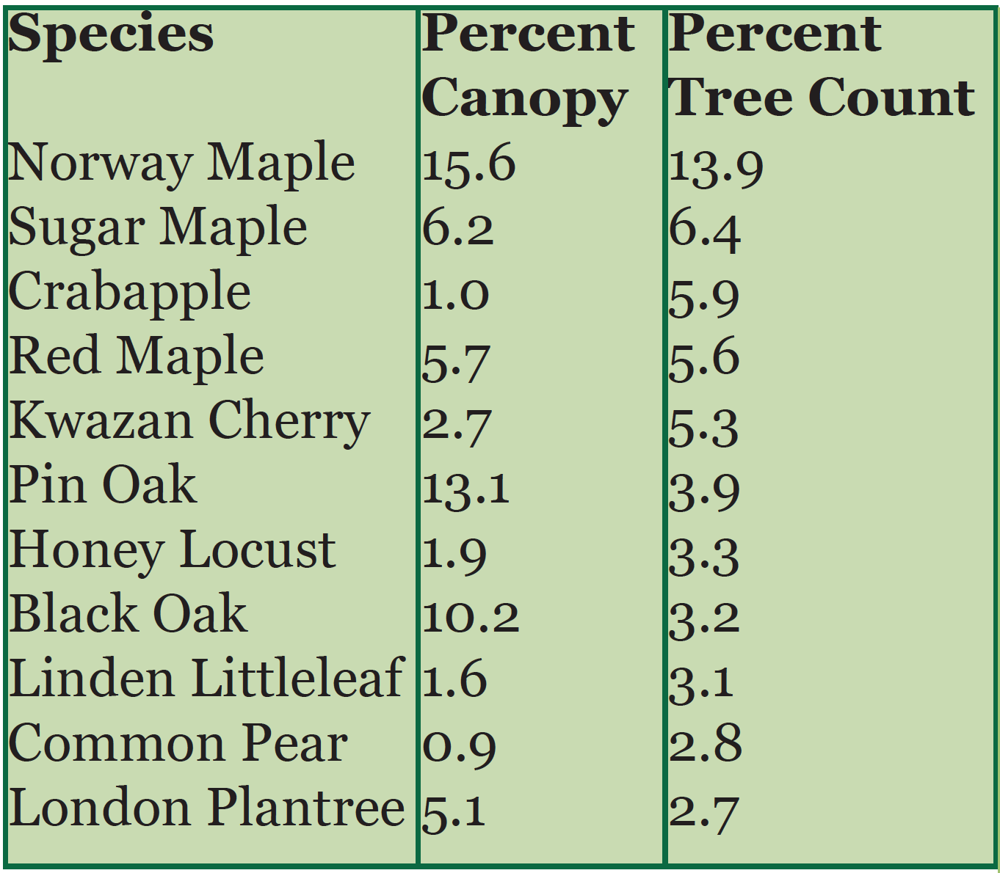 Species Percent Percent
Canopy Tree Count
Norway Maple 15.6 13.9
Sugar Maple 6.2 6.4
Crabapple 1.0 5.9
Red Maple 5.7 5.6
Kwazan Cherry 2.7 5.3
Pin Oak 13.1 3.9
Honey Locust 1.9 3.3
Black Oak 10.2 3.2
Linden Littleleaf 1.6 3.1
Common Pear 0.9 2.8
London Plantree 5.1 2.7